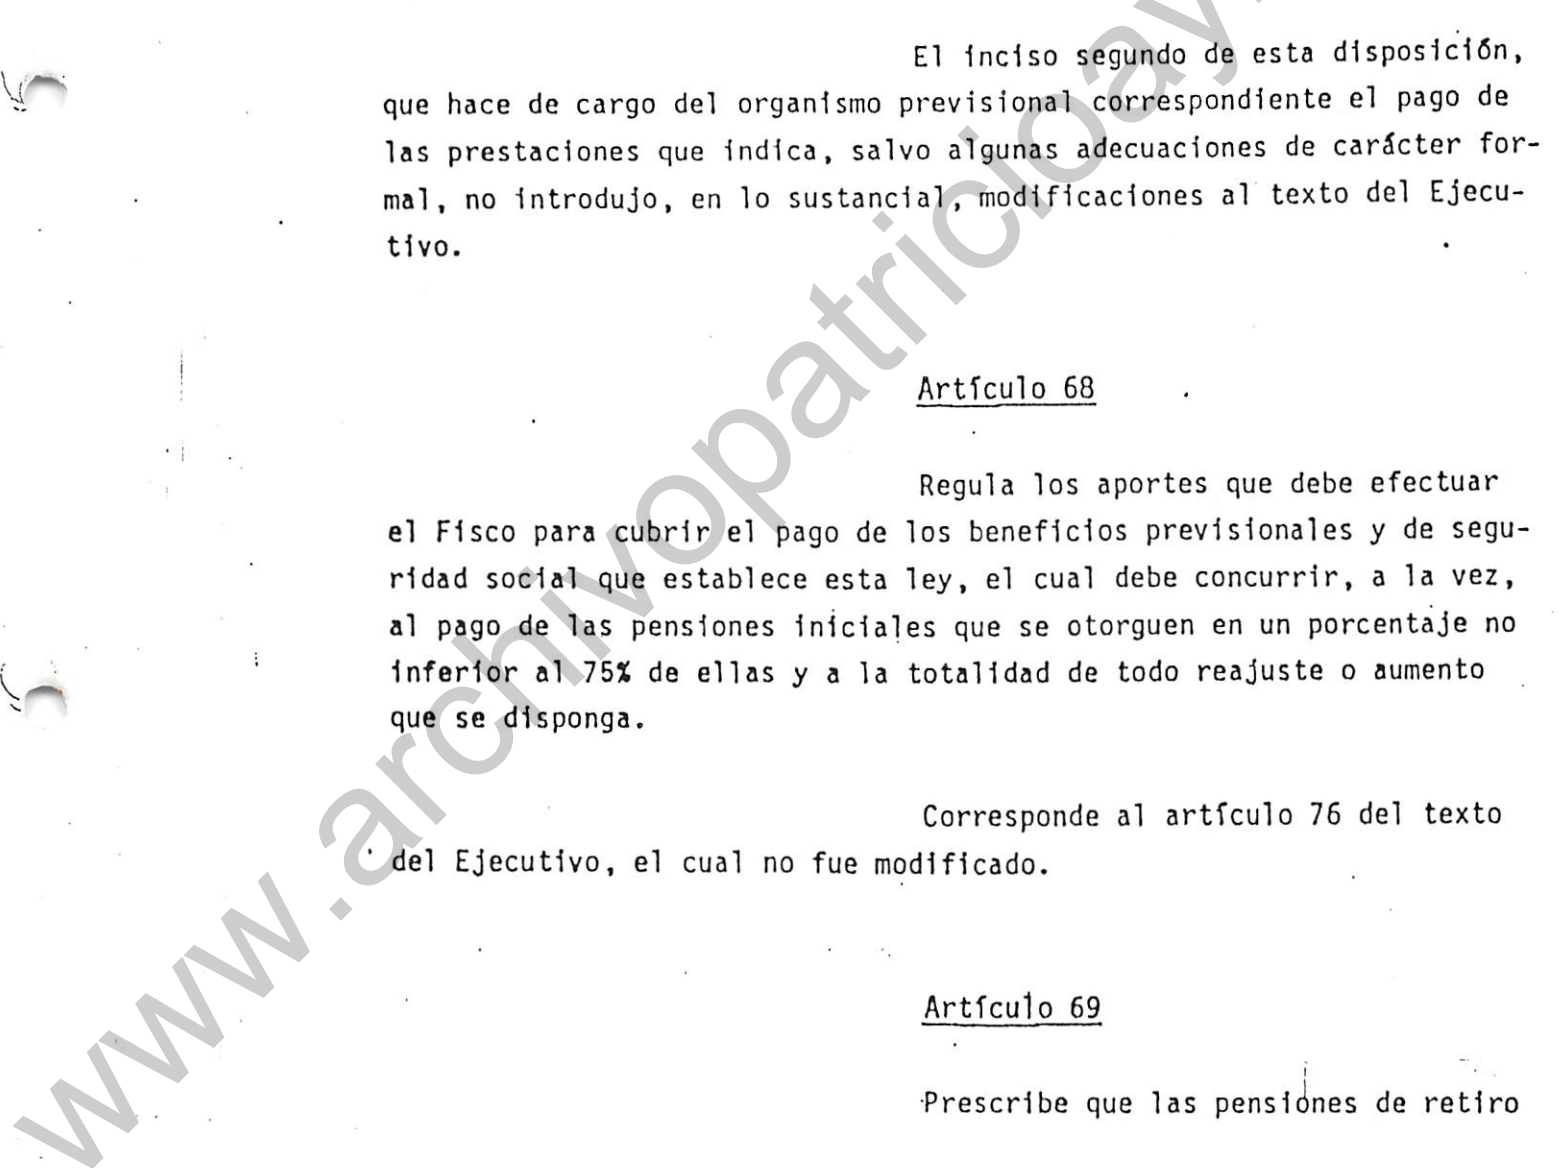 El inciso segundo de esta disposición,
que hace de cargo del organismo previsional correspondiente el pago de
las prestaciones que indica, salvo algunas adecuaciones de carácter for-
mal, no introdujo, en lo sustancial, modificaciones al texto del Ejecu-
tivo.
Artículo 68
Regula los aportes que debe efectuar
el Fisco para cubrir el pago de los beneficios previsionales y de segu-
ridad social que establece esta ley, el cual debe concurrir, a la vez,
al pago de las pensiones iniciales que se otorguen en un porcentaje no
inferior al 75% de ellas y a la totalidad de todo reajuste o aumento
que se disponga.
Corresponde al artículo 76 del texto
del Ejecutivo, el cual no fue modificado.
Artículo 69
Prescribe que las pensiones de retiro
www.archivopatricioay